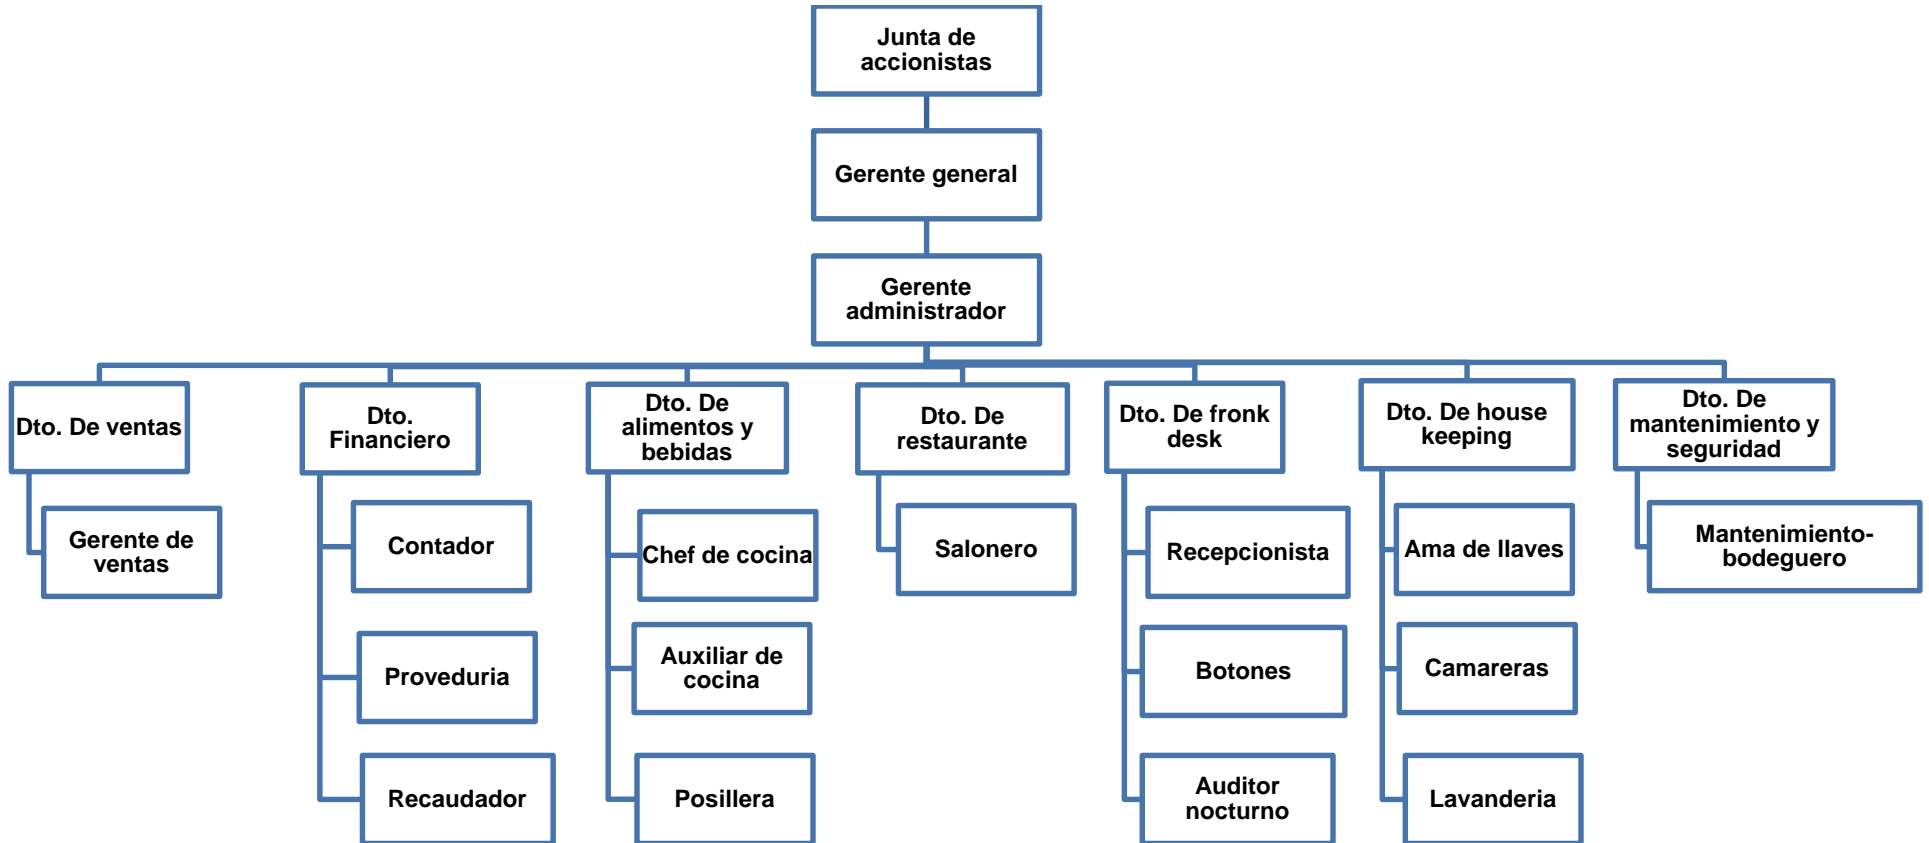 Junta de
accionistas
Gerente general
Gerente
administrador
Dto. De ventas
Dto.
Financiero
Dto. De
alimentos y
bebidas
Dto. De
restaurante
Dto. De fronk
desk
Dto. De house
keeping
Dto. De
mantenimiento y
seguridad
Gerente de
ventas
Contador
Proveduria
Recaudador
Chef de cocina
Auxiliar de
cocina
Posillera
Salonero
Recepcionista
Botones
Auditor
nocturno
Ama de llaves
Camareras
Lavanderia
Mantenimiento-
bodeguero